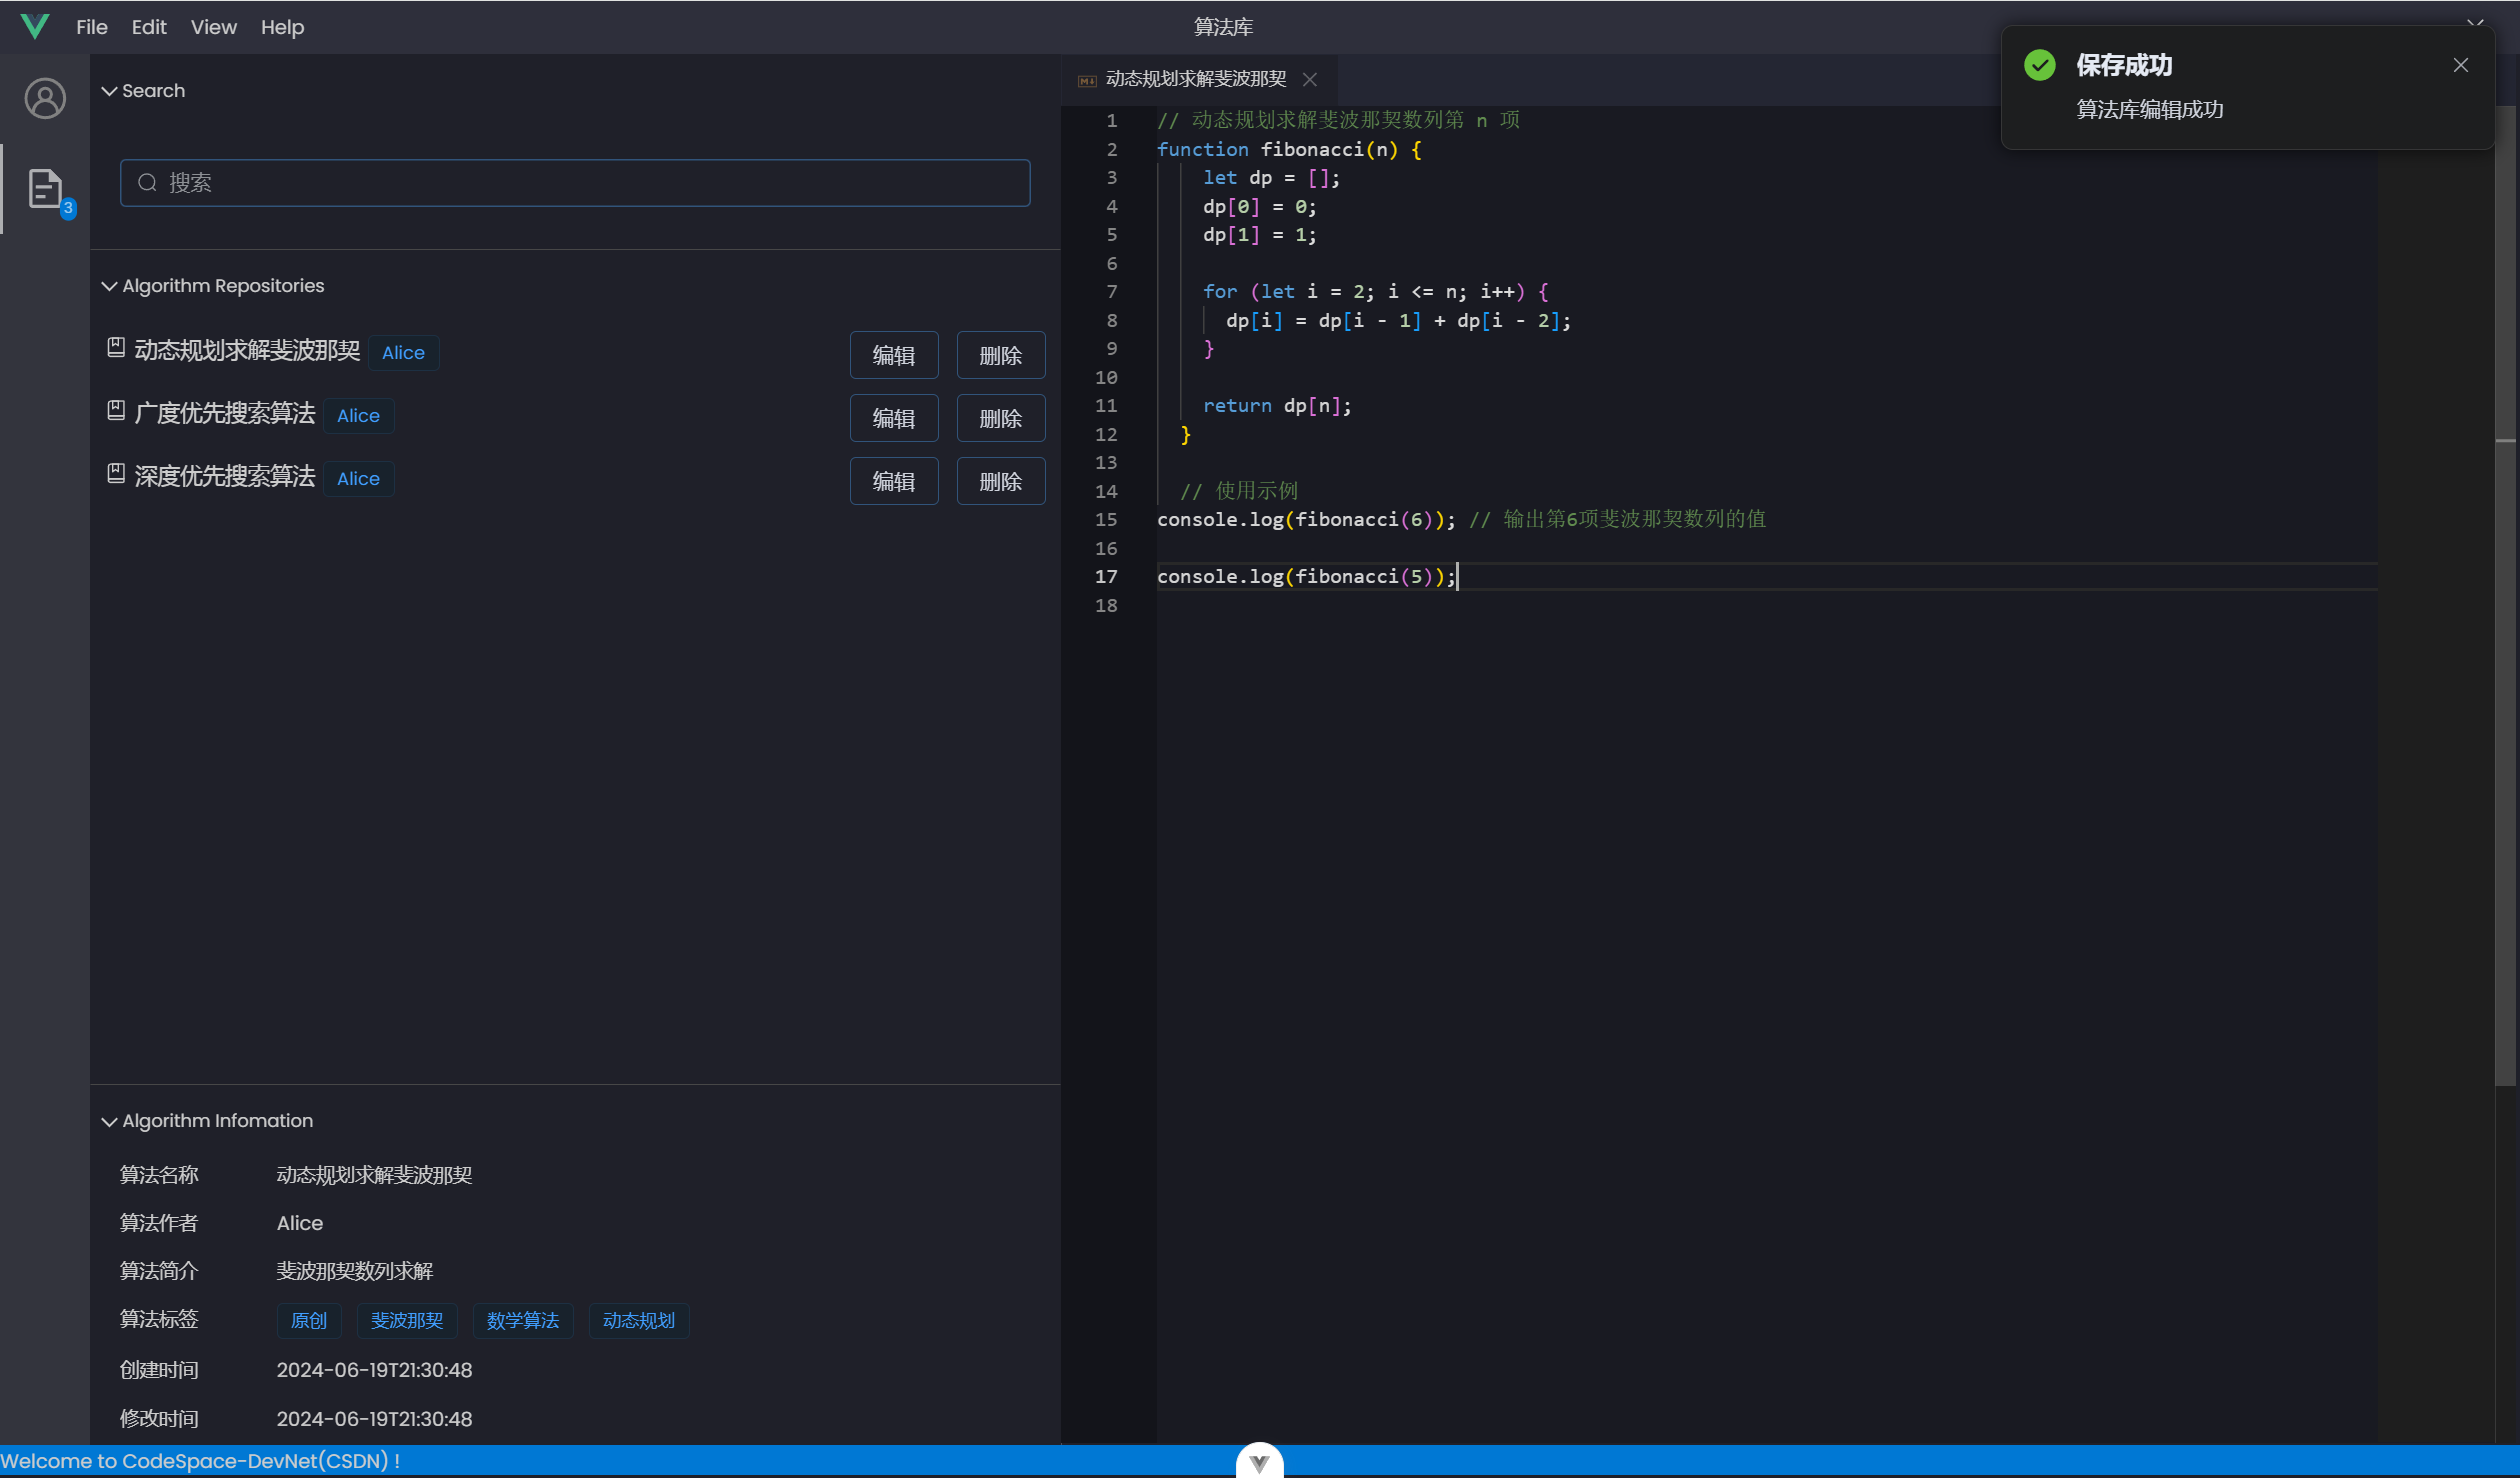 File Edit View Help
算法库
保存成功
算法库编辑成功
3
Search
搜索
Algorithm Repositories
动态规划求解斐波那契 Alice 编辑 删除
广度优先搜索算法 Alice 编辑 删除
深度优先搜索算法 Alice 编辑 删除
Algorithm Infomation
算法名称 动态规划求解斐波那契
算法作者 Alice
算法简介 斐波那契数列求解
算法标签 原创 斐波那契 数学算法 动态规划
创建时间 2024-06-19T21:30:48
修改时间 2024-06-19T21:30:48
M↓ 动态规划求解斐波那契
1 // 动态规划求解斐波那契数列第 n 项
2 function fibonacci(n) {
3 let dp = [];
4 dp[0] = 0;
5 dp[1] = 1;
6
7 for (let i = 2; i <= n; i++) {
8 dp[i] = dp[i - 1] + dp[i - 2];
9 }
10
11 return dp[n];
12 }
13
14 // 使用示例
15 console.log(fibonacci(6)); // 输出第6项斐波那契数列的值
16
17 console.log(fibonacci(5));
18
Welcome to CodeSpace-DevNet(CSDN) !